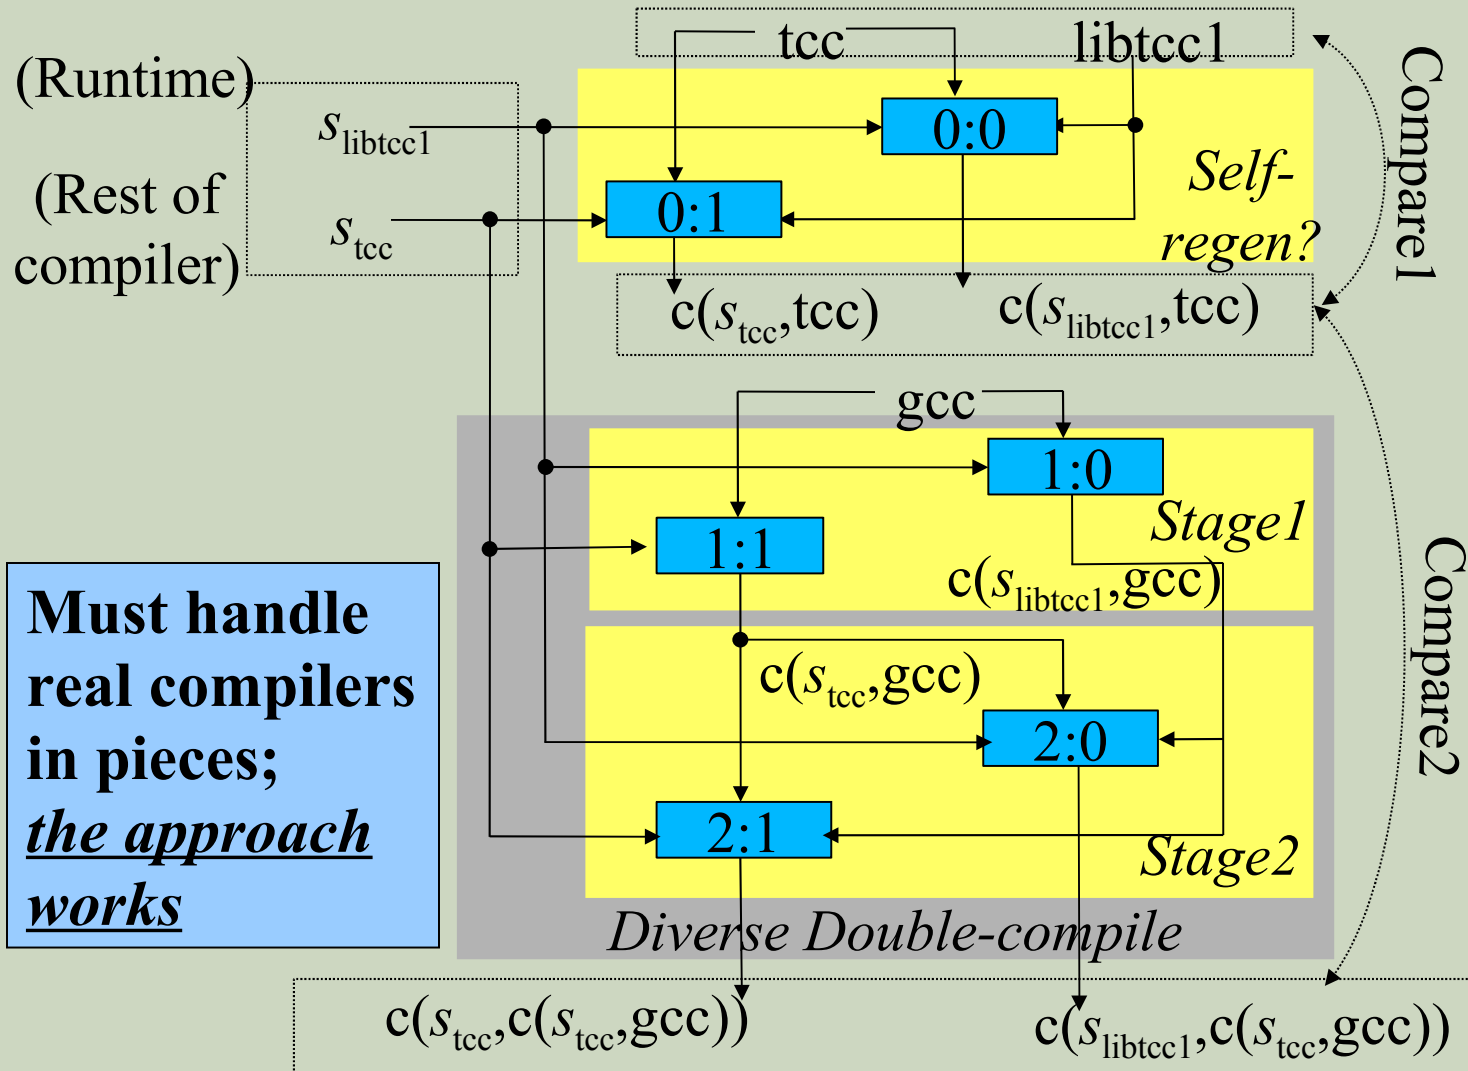 tcc
libtcc1
(Runtime)
s libtcc1
0:0
Self-
regen?
(Rest of
compiler)
s tcc
0:1
Compare1
c(s tcc,tcc)
c(s libtcc1,tcc)
gcc
1:0
Stage1
1:1
c(s libtcc1,gcc)
c(s tcc,gcc)
2:0
2:1
Stage2
Diverse Double-compile
Compare2
Must handle
real compilers
in pieces;
the approach
works
c(s tcc,c(s tcc,gcc))
c(s libtcc1,c(s tcc,gcc))